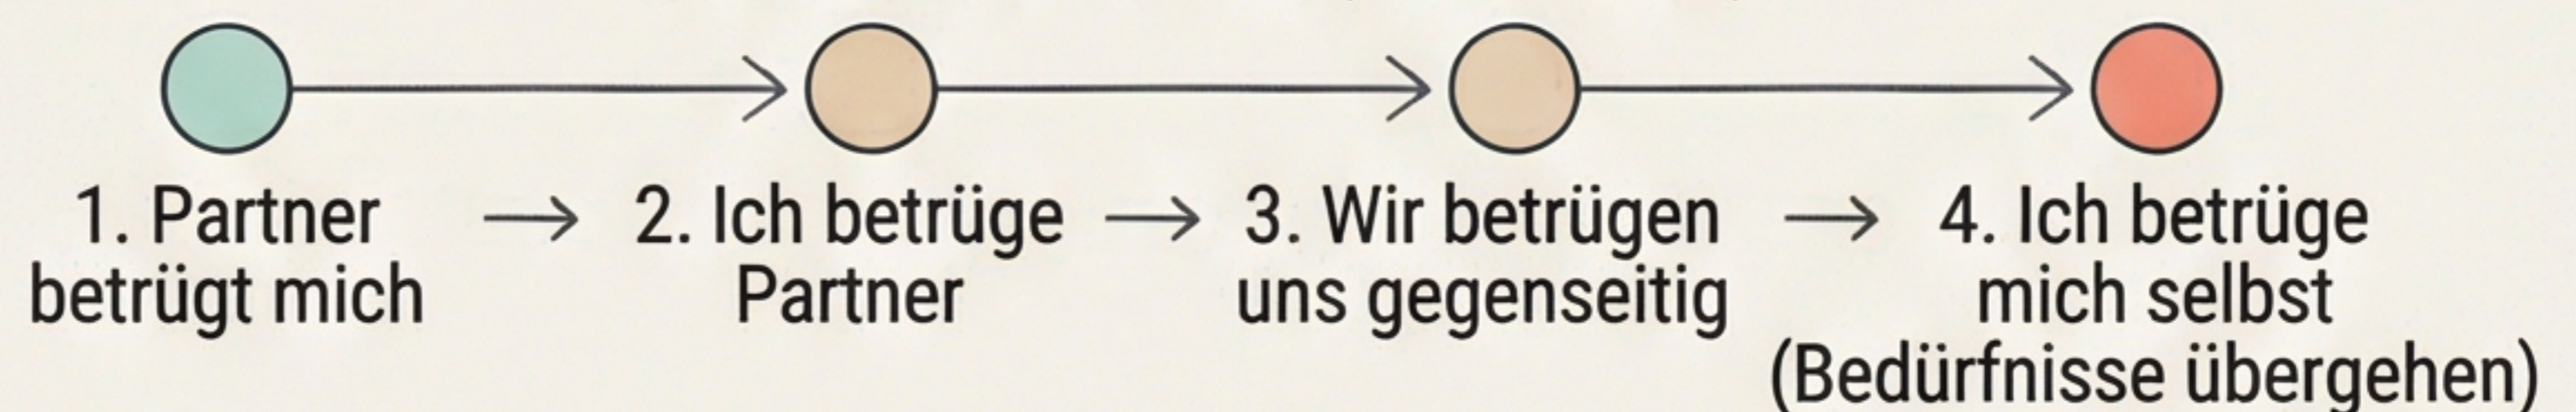 1. Partner → 2. Ich betrüge → 3. Wir betrügen → 4. Ich betrüge
betrügt mich Partner uns gegenseitig mich selbst
(Bedürfnisse übergehen)